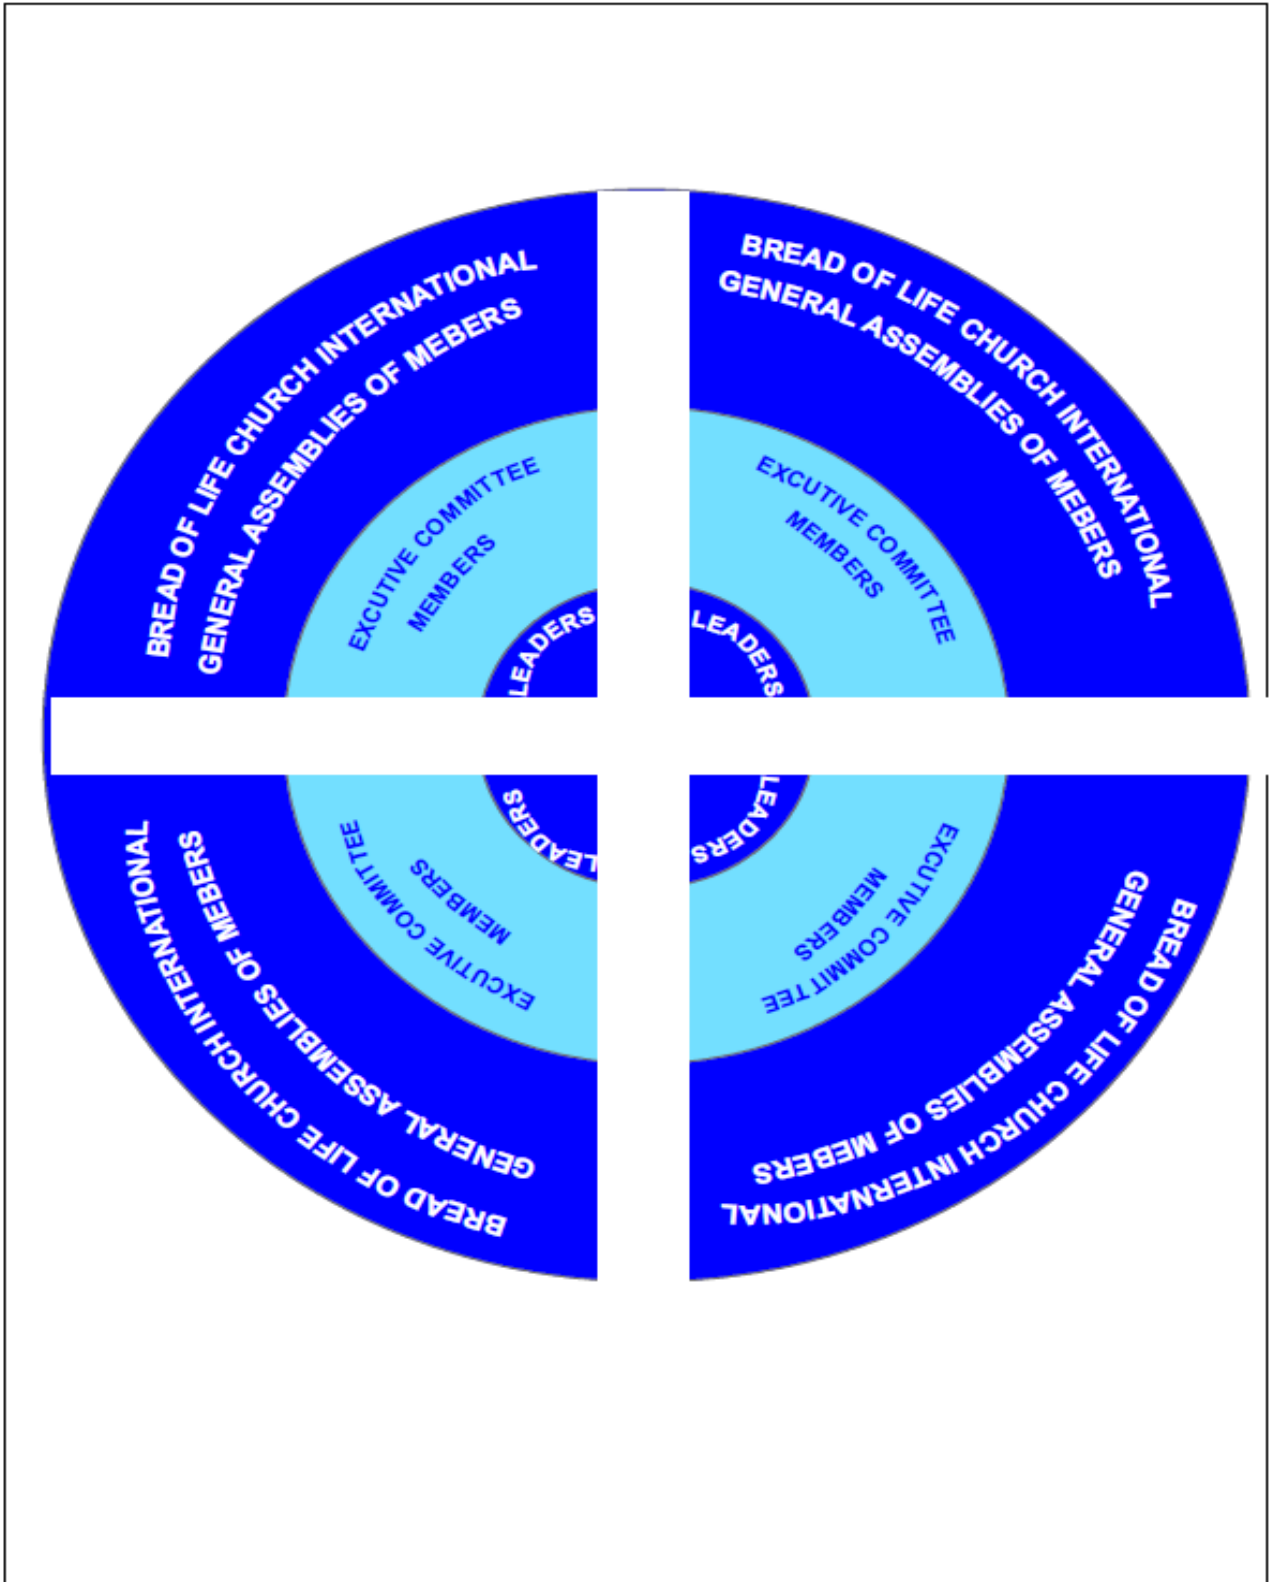 BREAD OF LIFE CHURCH INTERNATIONAL
GENERAL ASSEMBLIES OF MEBERS
EXCUTIVE COMMITTEE
MEMBERS
LEADERS
BREAD OF LIFE CHURCH INTERNATIONAL
GENERAL ASSEMBLIES OF MEBERS
EXCUTIVE COMMITTEE
MEMBERS
LEADERS
LEADERS
MEMBERS
EXCUTIVE COMMITTEE
GENERAL ASSEMBLIES OF MEBERS
BREAD OF LIFE CHURCH INTERNATIONAL
LEADERS
MEMBERS
EXCUTIVE COMMITTEE
GENERAL ASSEMBLIES OF MEBERS
BREAD OF LIFE CHURCH INTERNATIONAL